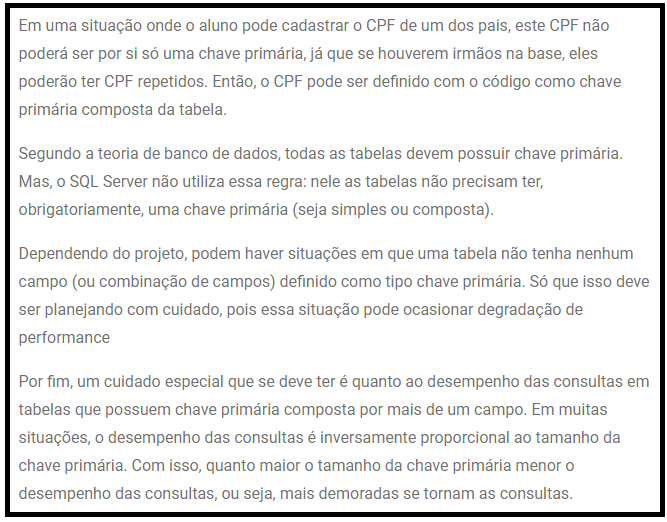 Em uma situação onde o aluno pode cadastrar o CPF de um dos pais, este CPF não
poderá ser por si só uma chave primária, já que se houverem irmãos na base, eles
poderão ter CPF repetidos. Então, o CPF pode ser definido com o código como chave
primária composta da tabela.
Segundo a teoria de banco de dados, todas as tabelas devem possuir chave primária.
Mas, o SQL Server não utiliza essa regra: nele as tabelas não precisam ter,
obrigatoriamente, uma chave primária (seja simples ou composta).
Dependendo do projeto, podem haver situações em que uma tabela não tenha nenhum
campo (ou combinação de campos) definido como tipo chave primária. Só que isso deve
ser planejando com cuidado, pois essa situação pode ocasionar degradação de
performance
Por fim, um cuidado especial que se deve ter é quanto ao desempenho das consultas em
tabelas que possuem chave primária composta por mais de um campo. Em muitas
situações, o desempenho das consultas é inversamente proporcional ao tamanho da
chave primária. Com isso, quanto maior o tamanho da chave primária menor o
desempenho das consultas, ou seja, mais demoradas se tornam as consultas.